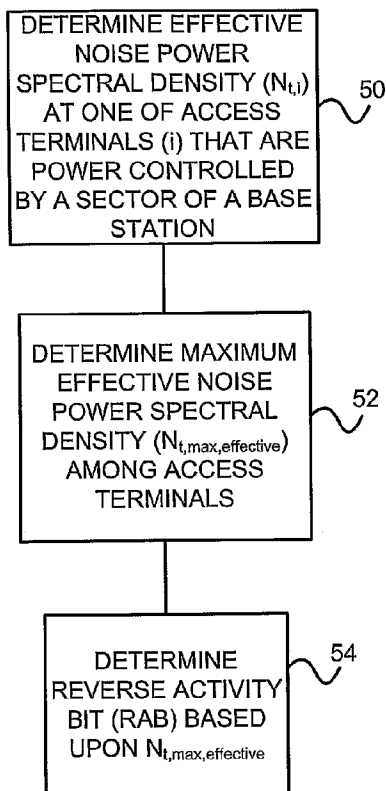 DETERMINE EFFECTIVE
NOISE POWER
SPECTRAL DENSITY (Nt,i)
AT ONE OF ACCESS
TERMINALS (i) THAT ARE
POWER CONTROLLED
BY A SECTOR OF A BASE
STATION
50
DETERMINE MAXIMUM
EFFECTIVE NOISE
POWER SPECTRAL
DENSITY (Nt,max,effective)
AMONG ACCESS
TERMINALS
52
DETERMINE
REVERSE ACTIVITY
BIT (RAB) BASED
UPON Nt,max,effective
54